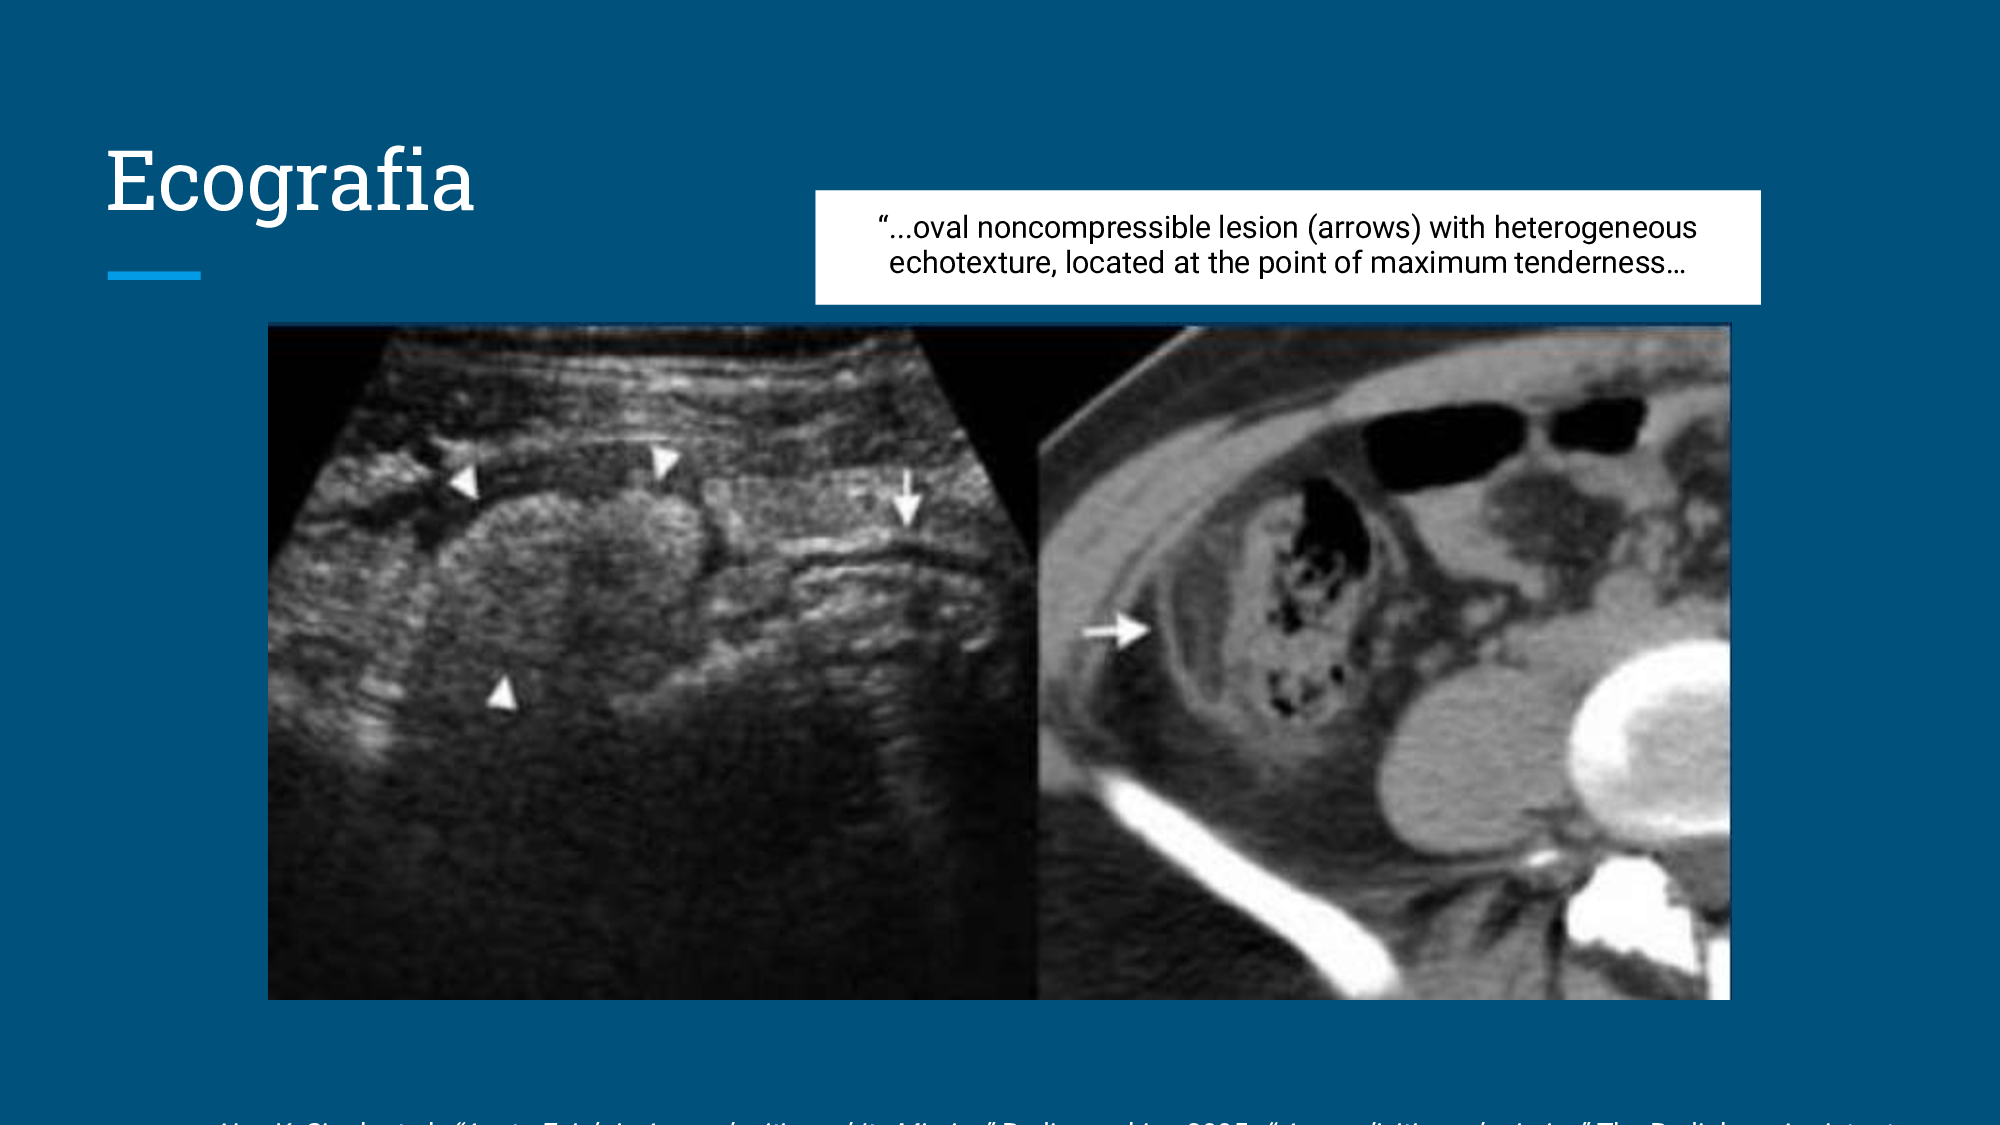 Ecografia
“...oval noncompressible lesion (arrows) with heterogeneous
echotexture, located at the point of maximum tenderness…